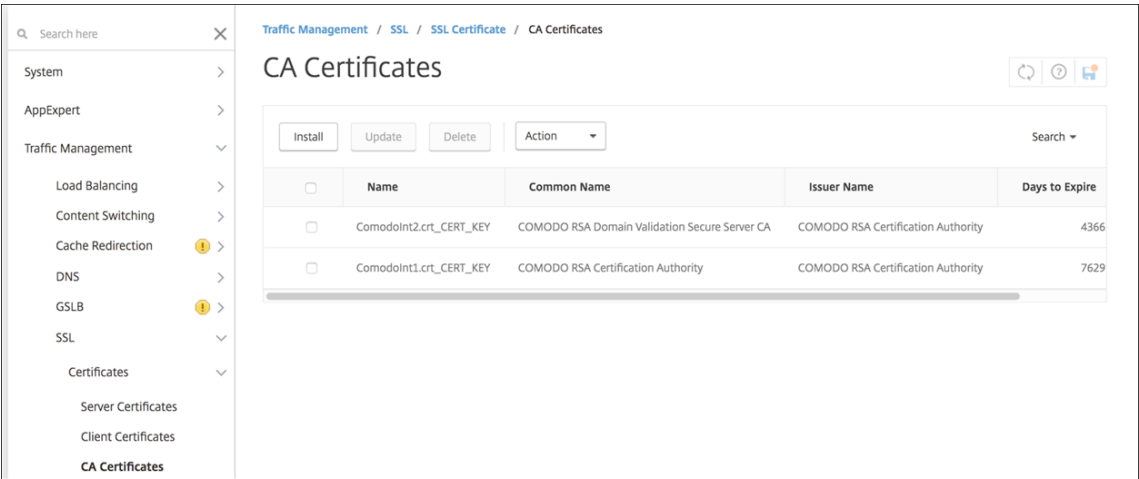 Search here
System
AppExpert
Traffic Management
Load Balancing
Content Switching
Cache Redirection
DNS
GSLB
SSL
Certificates
Server Certificates
Client Certificates
CA Certificates
Traffic Management / SSL / SSL Certificate / CA Certificates
CA Certificates
Install Update Delete Action Search
Name Common Name Issuer Name Days to Expire
ComodoInt2.crt_CERT_KEY COMODO RSA Domain Validation Secure Server CA COMODO RSA Certification Authority 4366
ComodoInt1.crt_CERT_KEY COMODO RSA Certification Authority COMODO RSA Certification Authority 7629